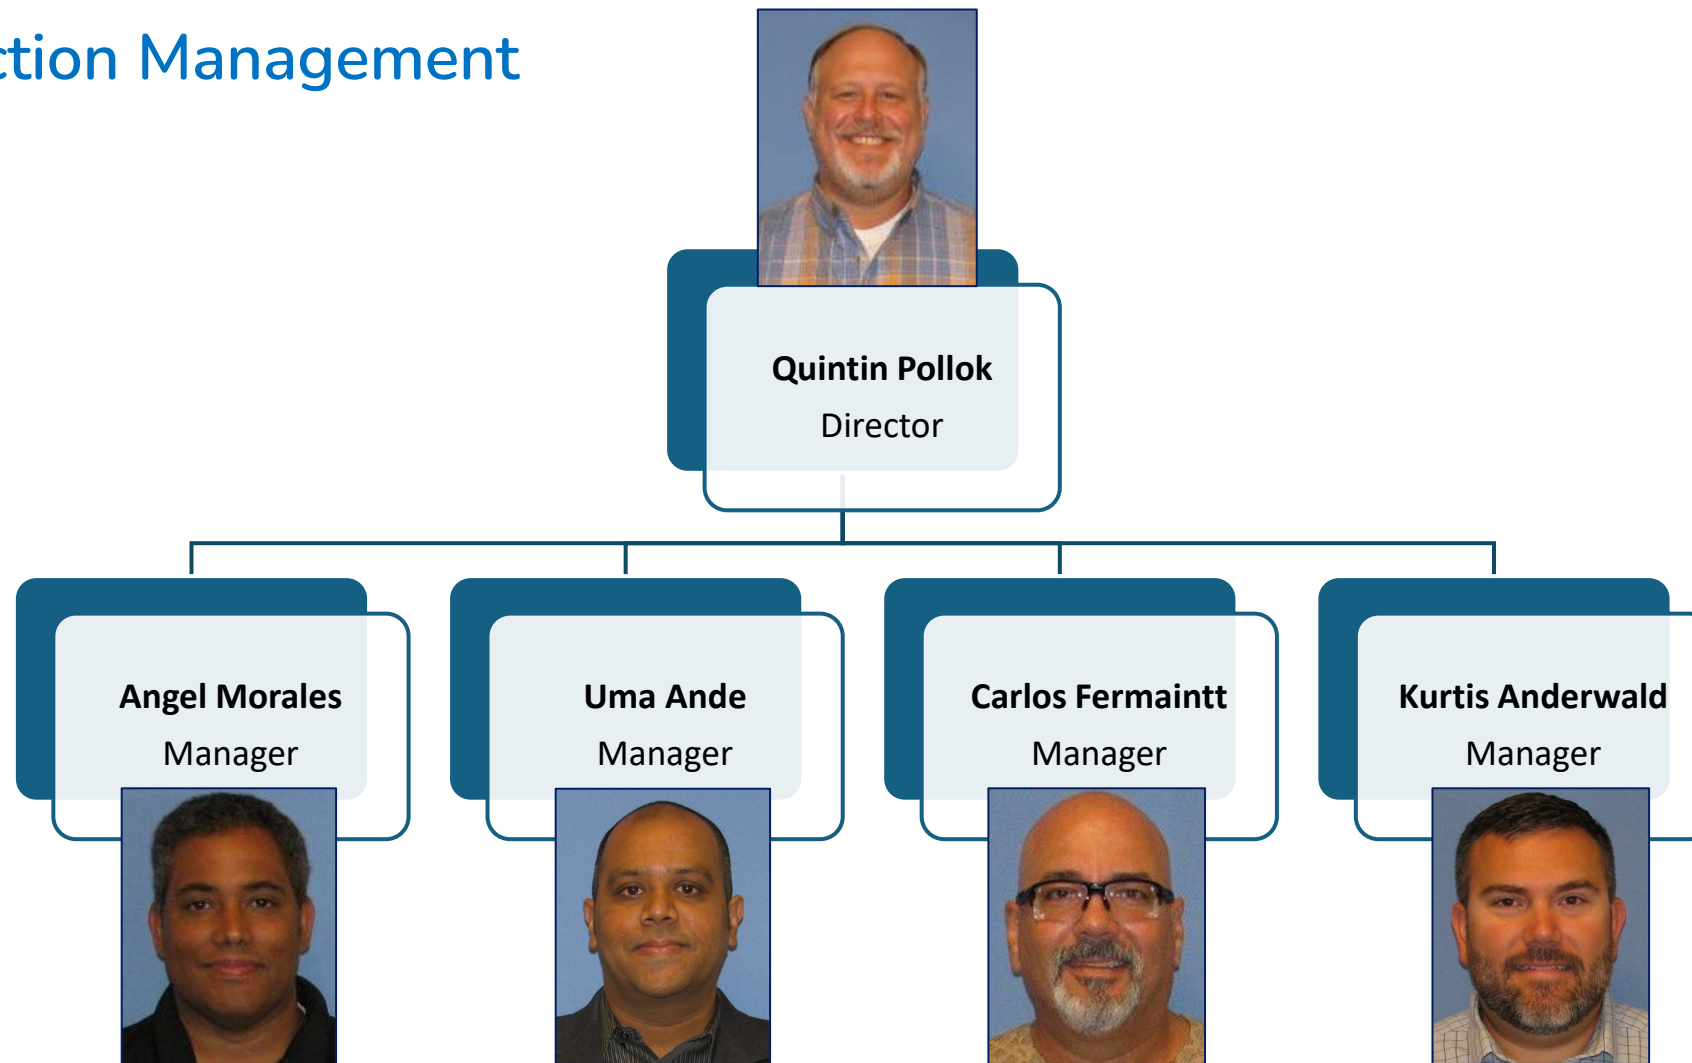 ction Management
Quintin Pollok
Director
Angel Morales
Manager
Uma Ande
Manager
Carlos Fermaintt
Manager
Kurtis Anderwald
Manager